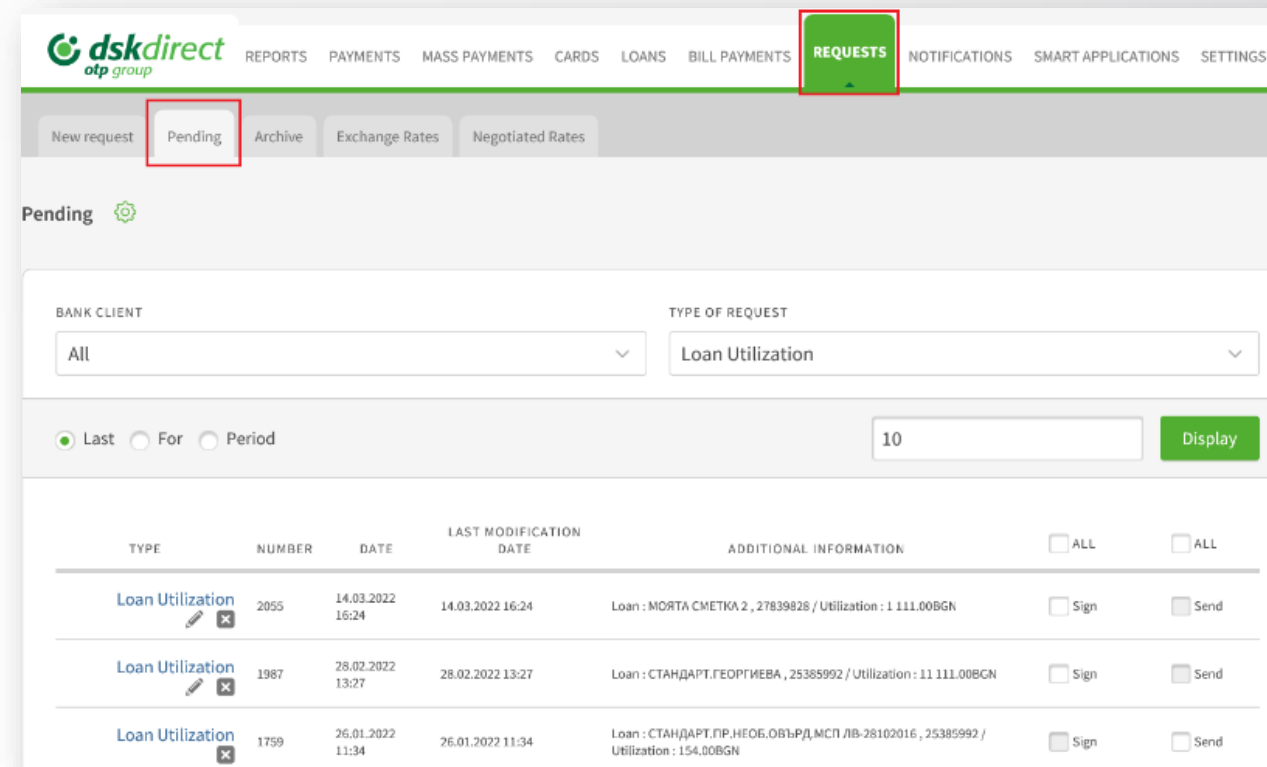 dskdirect
otp group
REPORTS PAYMENTS MASS PAYMENTS CARDS LOANS BILL PAYMENTS REQUESTS NOTIFICATIONS SMART APPLICATIONS SETTINGS
New request Pending Archive Exchange Rates Negotiated Rates
Pending
BANK CLIENT TYPE OF REQUEST
All Loan Utilization
Last For Period 10 Display
TYPE NUMBER DATE LAST MODIFICATION DATE ADDITIONAL INFORMATION ALL ALL
Loan Utilization 2055 14.03.2022 16:24 14.03.2022 16:24 Loan : МОЯТА СМЕТКА 2 , 27839828 / Utilization : 1 111.00BGN Sign Send
Loan Utilization 1987 28.02.2022 13:27 28.02.2022 13:27 Loan : СТАНДАРТ.ГЕОРГИЕВА , 25385992 / Utilization : 11 111.00BGN Sign Send
Loan Utilization 1759 26.01.2022 11:34 26.01.2022 11:34 Loan : СТАНДАРТ.ПР.НЕОБ.ОВЪРД.МСП ЛВ-28102016 , 25385992 / Utilization : 154.00BGN Sign Send